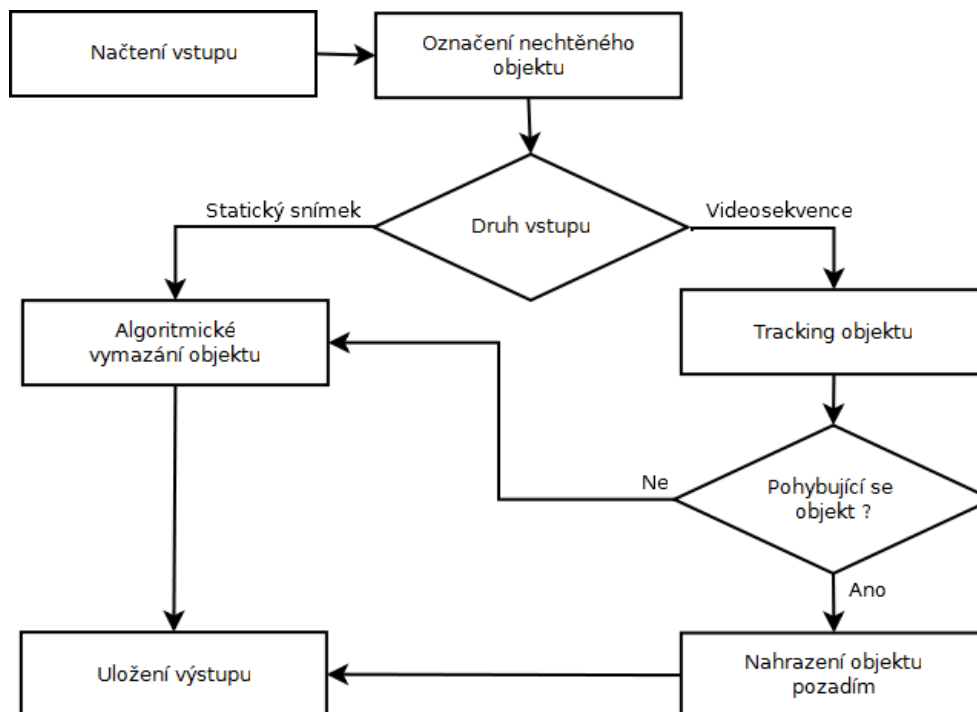 Načtení vstupu
Označení nechtěného
objektu
Statický snímek
Druh vstupu
Videosekvence
Algoritmické
vymazání objektu
Tracking objektu
Ne
Pohybující se
objekt ?
Ano
Uložení výstupu
Nahrazení objektu
pozadím